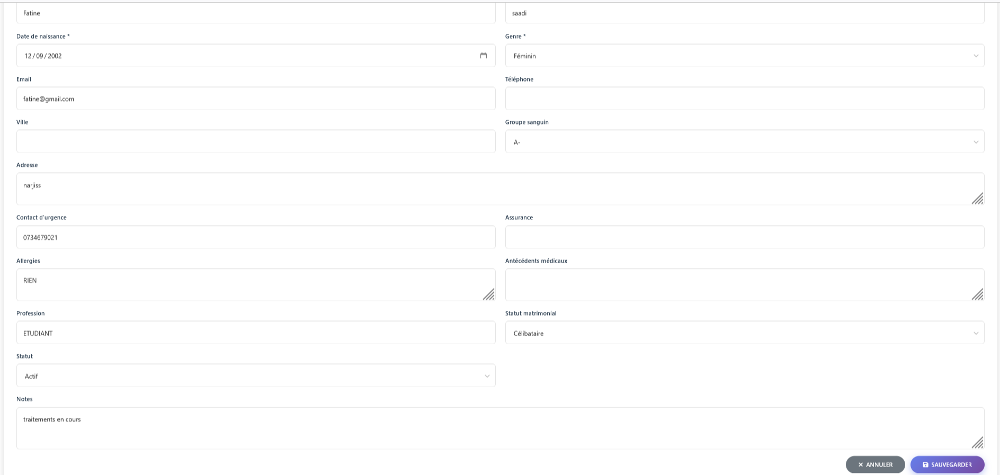 Fatine saadi
Date de naissance * Genre *
12/09/2002 Féminin
Email Téléphone
fatine@gmail.com
Ville Groupe sanguin
A-
Adresse
narjiss
Contact d'urgence Assurance
0734679021
Allergies Antécédents médicaux
RIEN
Profession Statut matrimonial
ETUDIANT Célibataire
Statut
Actif
Notes
traitements en cours
× ANNULER SAUVEGARDER